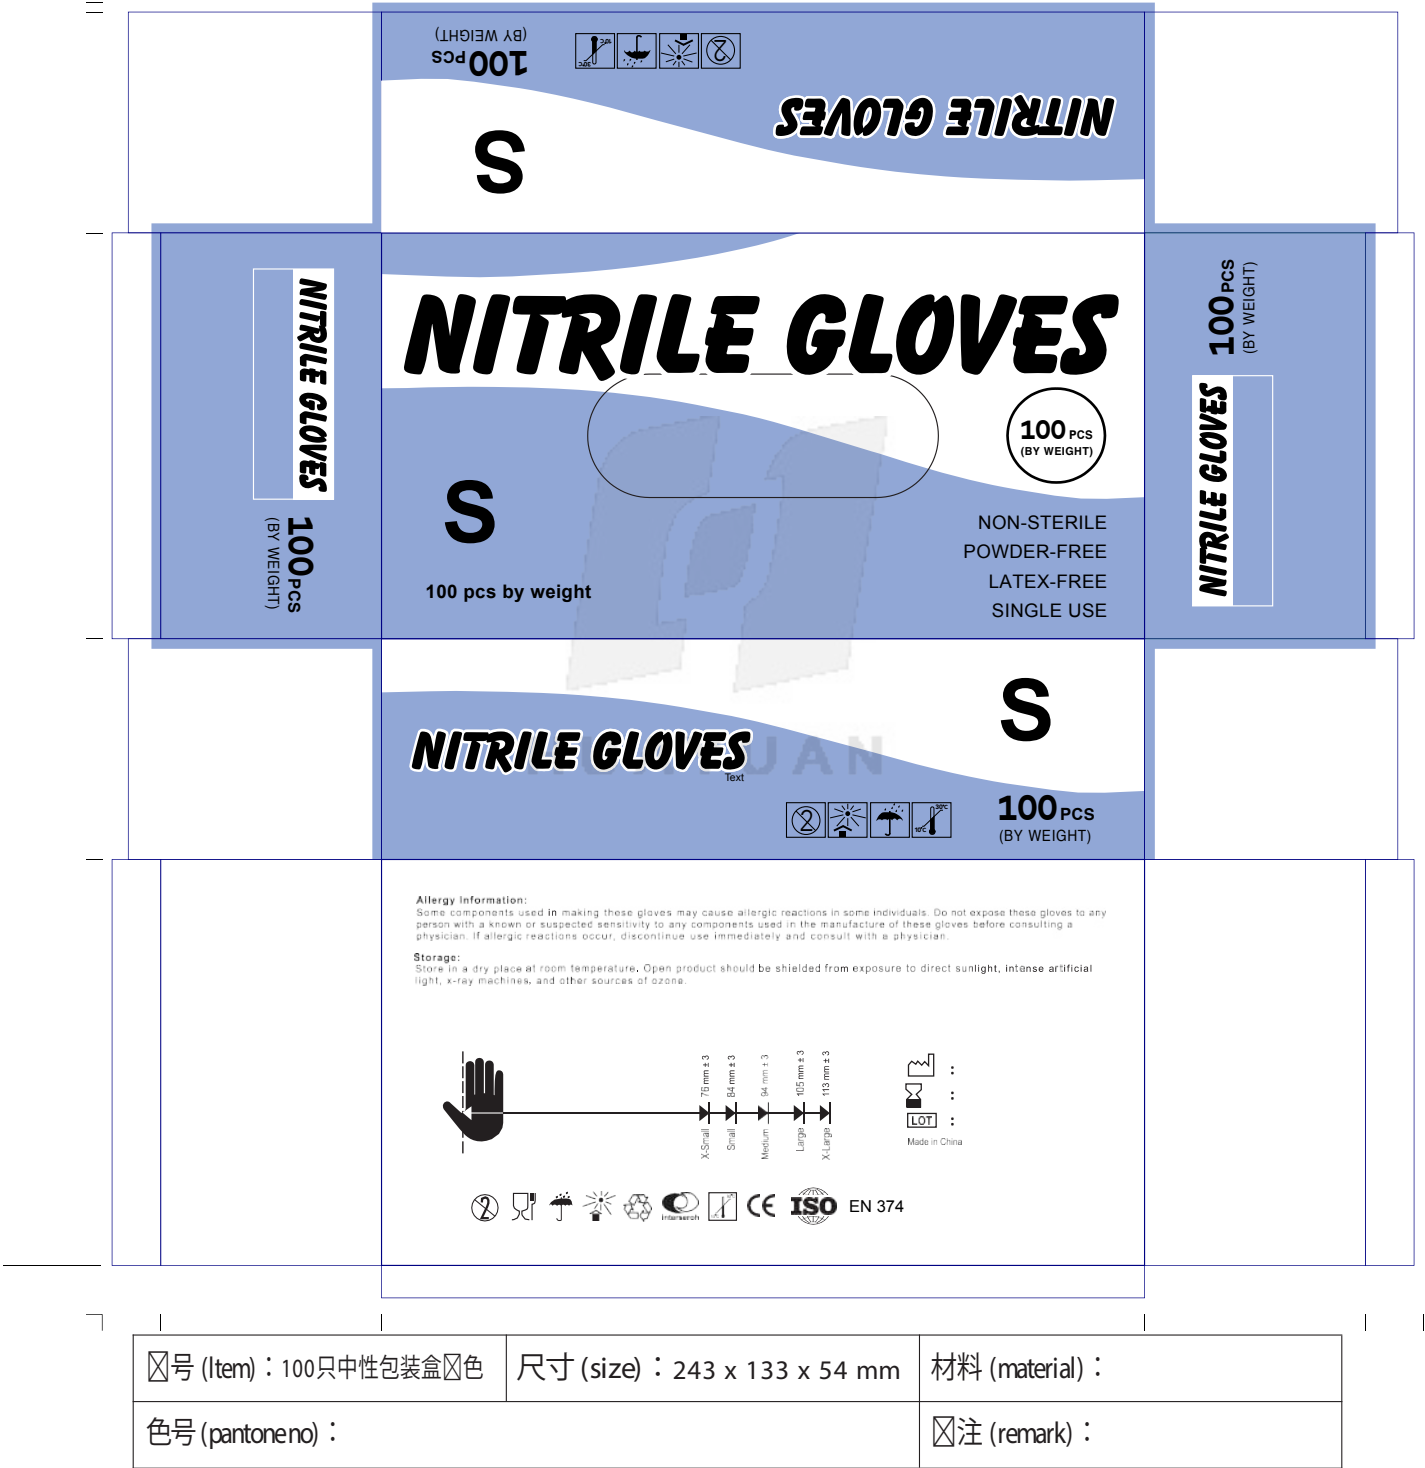 (BY WEIGHT)
100 PCS
10℃
30℃
NITRILE GLOVES
S
NITRILE GLOVES
100 PCS
(BY WEIGHT)
NITRILE GLOVES
100 PCS
(BY WEIGHT)
S
100 pcs by weight
NON-STERILE
POWDER-FREE
LATEX-FREE
SINGLE USE
100 PCS
(BY WEIGHT)
NITRILE GLOVES
S
NITRILE GLOVES
Text
10℃
30℃
100 PCS
(BY WEIGHT)
Allergy Information:
Some components used in making these gloves may cause allergic reactions in some individuals. Do not expose these gloves to any
person with a known or suspected sensitivity to any components used in the manufacture of these gloves before consulting a
physician. If allergic reactions occur, discontinue use immediately and consult with a physician.
Storage:
Store in a dry place at room temperature. Open product should be shielded from exposure to direct sunlight, intense artificial
light, x-ray machines, and other sources of ozone.
76 mm ± 3
84 mm ± 3
94 mm ± 3
105 mm ± 3
113 mm ± 3
X-Small
Small
Medium
Large
X-Large
:
:
LOT :
Made in China
2
interseroh
CE
ISO
EN 374
号 (Item)：100只中性包装盒 色
尺寸 (size)：243 x 133 x 54 mm
材料 (material)：
色号 (pantone no)：
注 (remark)：